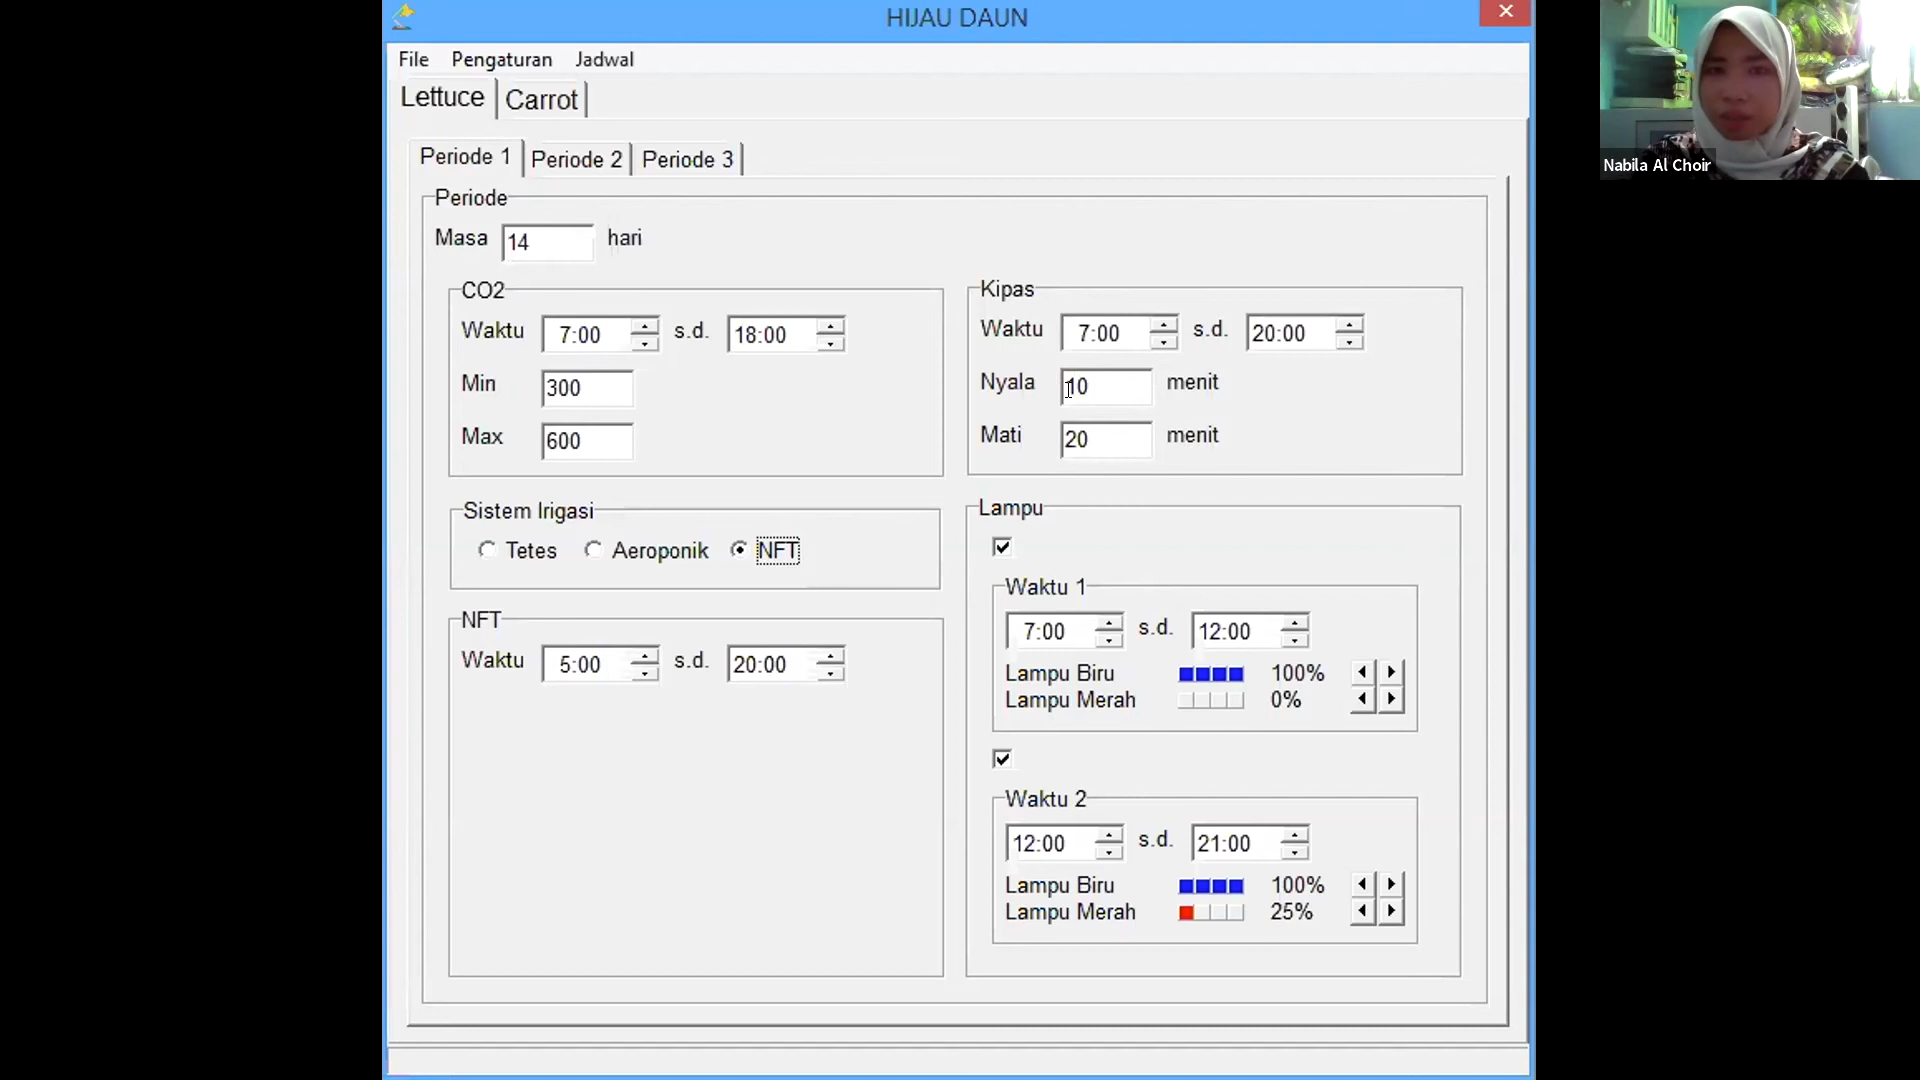 HIJAU DAUN
File Pengaturan Jadwal
Lettuce Carrot
Periode 1 Periode 2 Periode 3
Periode
Masa 14 hari
CO2
Waktu 7:00 s.d. 18:00
Min 300
Max 600
Kipas
Waktu 7:00 s.d. 20:00
Nyala 10 menit
Mati 20 menit
Sistem Irigasi
Tetes Aeroponik NFT
NFT
Waktu 5:00 s.d. 20:00
Lampu
Waktu 1
7:00 s.d. 12:00
Lampu Biru 100%
Lampu Merah 0%
Waktu 2
12:00 s.d. 21:00
Lampu Biru 100%
Lampu Merah 25%
Nabila Al Choir